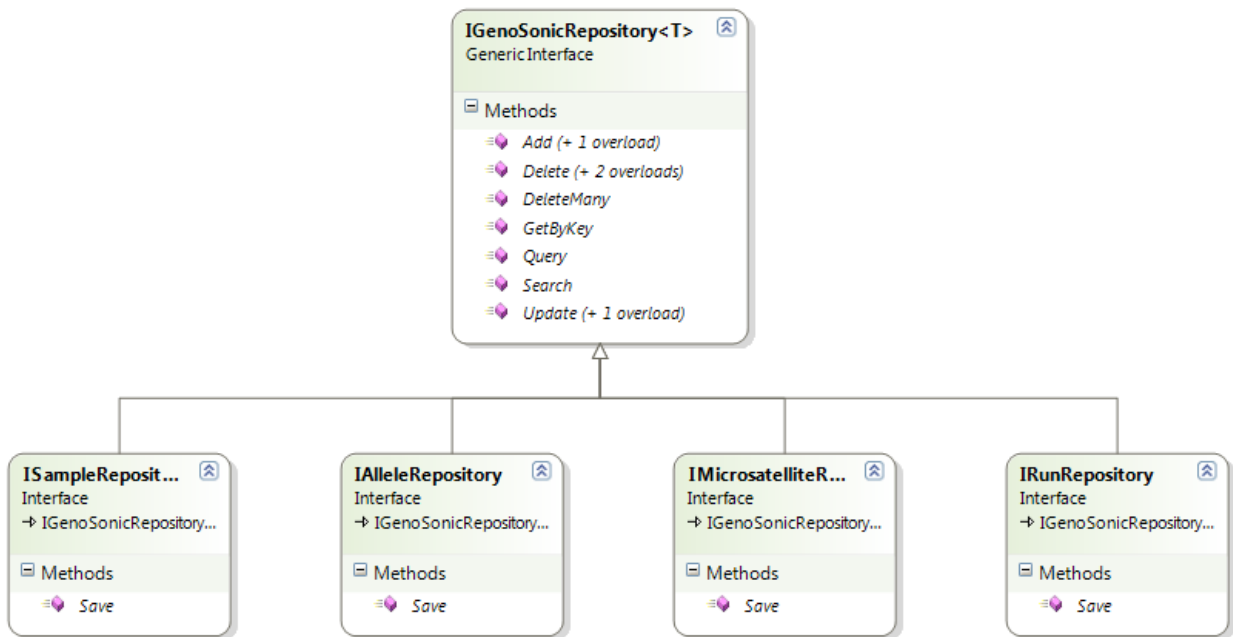 IGenoSonicRepository<T>
Generic Interface
Methods
Add (+ 1 overload)
Delete (+ 2 overloads)
DeleteMany
GetByKey
Query
Search
Update (+ 1 overload)
ISampleReposit...
Interface
IGenoSonicRepository...
Methods
Save
IAlleleRepository
Interface
IGenoSonicRepository...
Methods
Save
IMicrosatelliteR...
Interface
IGenoSonicRepository...
Methods
Save
IRunRepository
Interface
IGenoSonicRepository...
Methods
Save